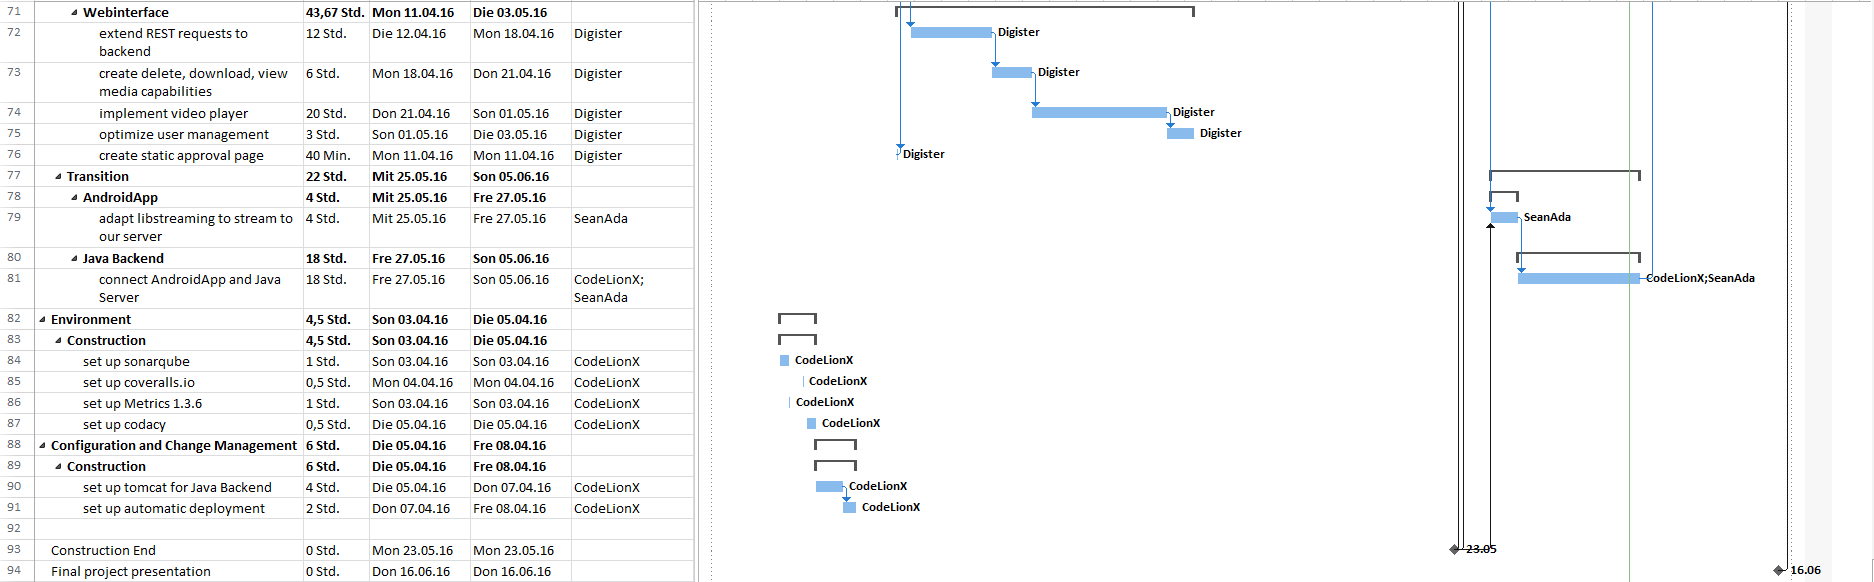 71 Webinterface 43,67 Std. Mon 11.04.16 Die 03.05.16
72 extend REST requests to backend 12 Std. Die 12.04.16 Mon 18.04.16 Digister Digister
73 create delete, download, view media capabilities 6 Std. Mon 18.04.16 Don 21.04.16 Digister Digister
74 implement video player 20 Std. Don 21.04.16 Son 01.05.16 Digister Digister
75 optimize user management 3 Std. Son 01.05.16 Die 03.05.16 Digister Digister
76 create static approval page 40 Min. Mon 11.04.16 Mon 11.04.16 Digister Digister
77 Transition 22 Std. Mit 25.05.16 Son 05.06.16
78 AndroidApp 4 Std. Mit 25.05.16 Fre 27.05.16
79 adapt libstreaming to stream to our server 4 Std. Mit 25.05.16 Fre 27.05.16 SeanAda SeanAda
80 Java Backend 18 Std. Fre 27.05.16 Son 05.06.16
81 connect AndroidApp and Java Server 18 Std. Fre 27.05.16 Son 05.06.16 CodeLionX; SeanAda CodeLionX;SeanAda
82 Environment 4,5 Std. Son 03.04.16 Die 05.04.16
83 Construction 4,5 Std. Son 03.04.16 Die 05.04.16
84 set up sonarqube 1 Std. Son 03.04.16 Son 03.04.16 CodeLionX CodeLionX
85 set up coveralls.io 0,5 Std. Mon 04.04.16 Mon 04.04.16 CodeLionX CodeLionX
86 set up Metrics 1.3.6 1 Std. Son 03.04.16 Son 03.04.16 CodeLionX CodeLionX
87 set up codacy 0,5 Std. Die 05.04.16 Die 05.04.16 CodeLionX CodeLionX
88 Configuration and Change Management 6 Std. Die 05.04.16 Fre 08.04.16
89 Construction 6 Std. Die 05.04.16 Fre 08.04.16
90 set up tomcat for Java Backend 4 Std. Die 05.04.16 Don 07.04.16 CodeLionX CodeLionX
91 set up automatic deployment 2 Std. Don 07.04.16 Fre 08.04.16 CodeLionX CodeLionX
92
93 Construction End 0 Std. Mon 23.05.16 Mon 23.05.16 23.05
94 Final project presentation 0 Std. Don 16.06.16 Don 16.06.16 16.06